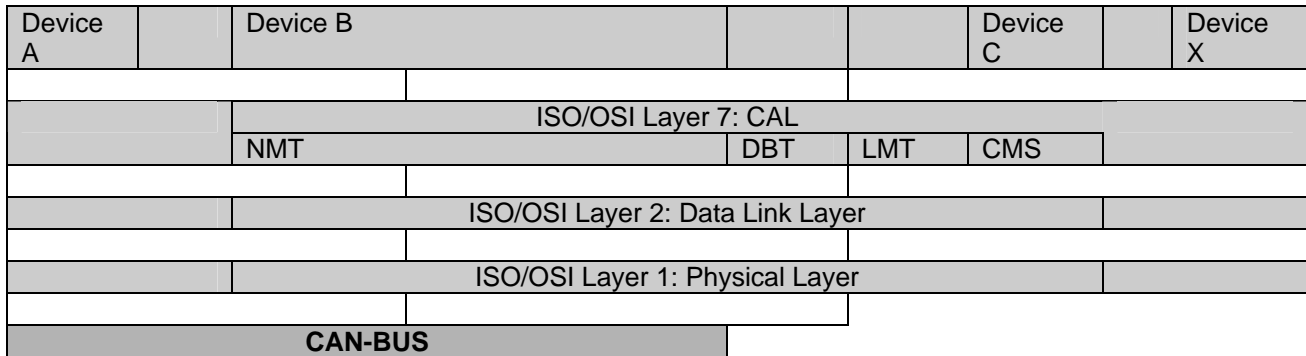 Device A Device B Device C Device X
ISO/OSI Layer 7: CAL
NMT DBT LMT CMS
ISO/OSI Layer 2: Data Link Layer
ISO/OSI Layer 1: Physical Layer
CAN-BUS